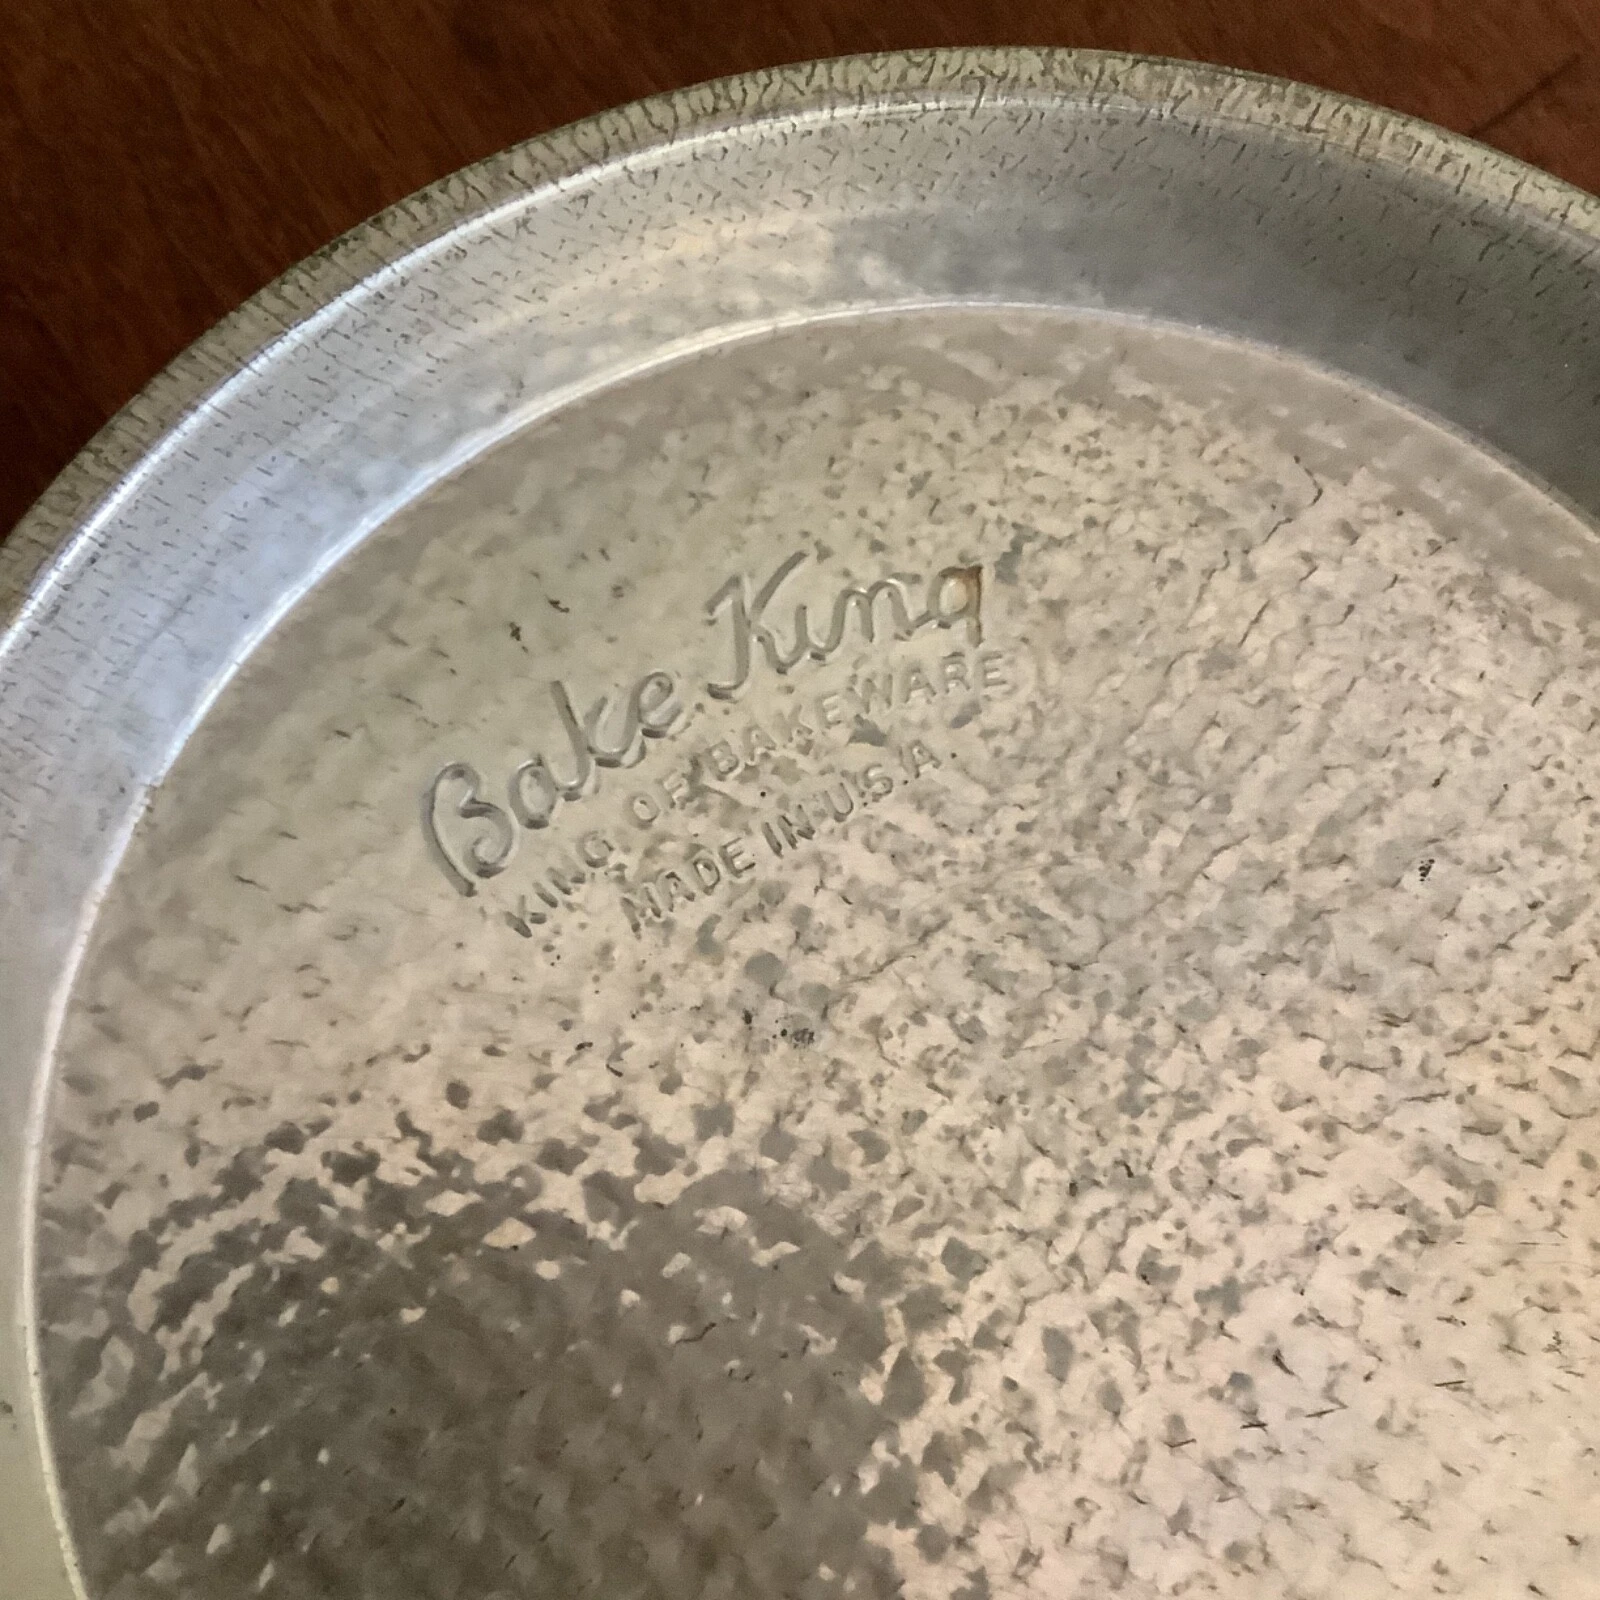 Bake King
KING OF BAKEWARE
MADE IN U.S.A.